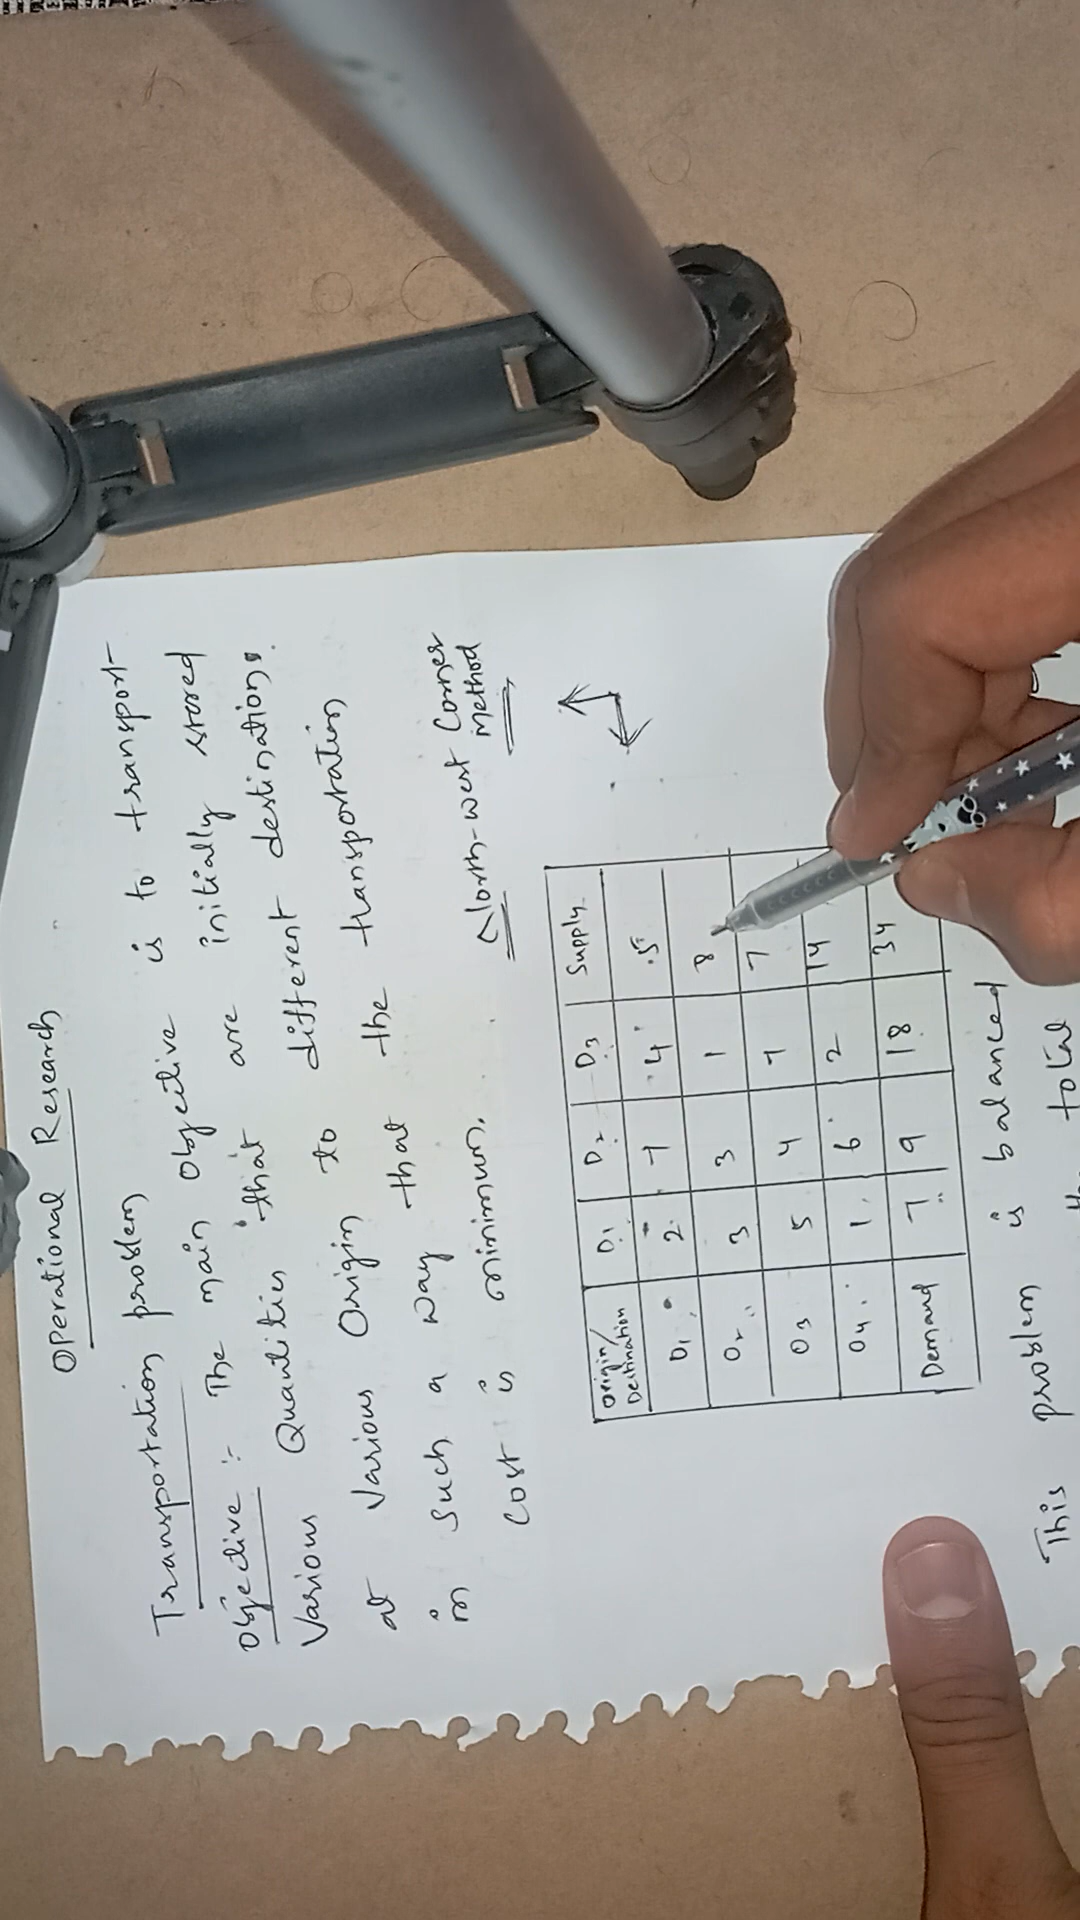 Operational Research
Transportation problem
Objective :- The main objective is to transport
Various Quantities that are initially stored
at Various Origin to different destinations.
in such a way that the transportation
cost is minimum.
North-west Corner
Method
Origin/ Destination D1 D2 D3 Supply
O1 2 7 4 5
O2 3 3 1 8
O3 5 4 7 7
O4 1 6 2 14
Demand 7 9 18 34
This problem is balanced
total